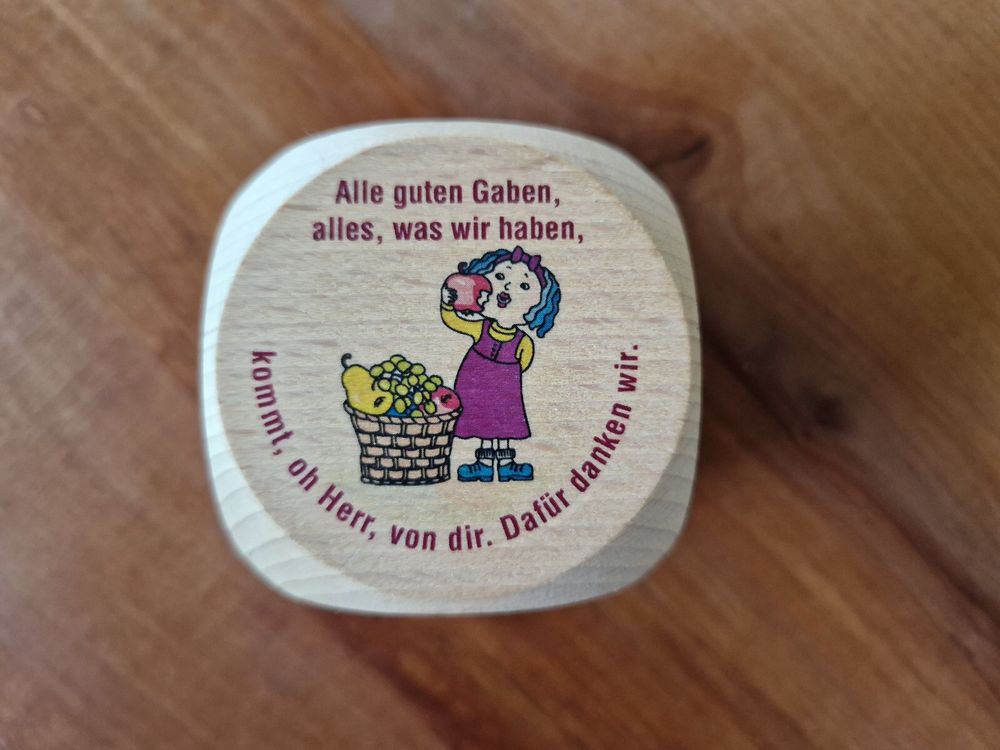 Alle guten Gaben,
alles, was wir haben,
kommt, oh Herr, von dir. Dafür danken wir.